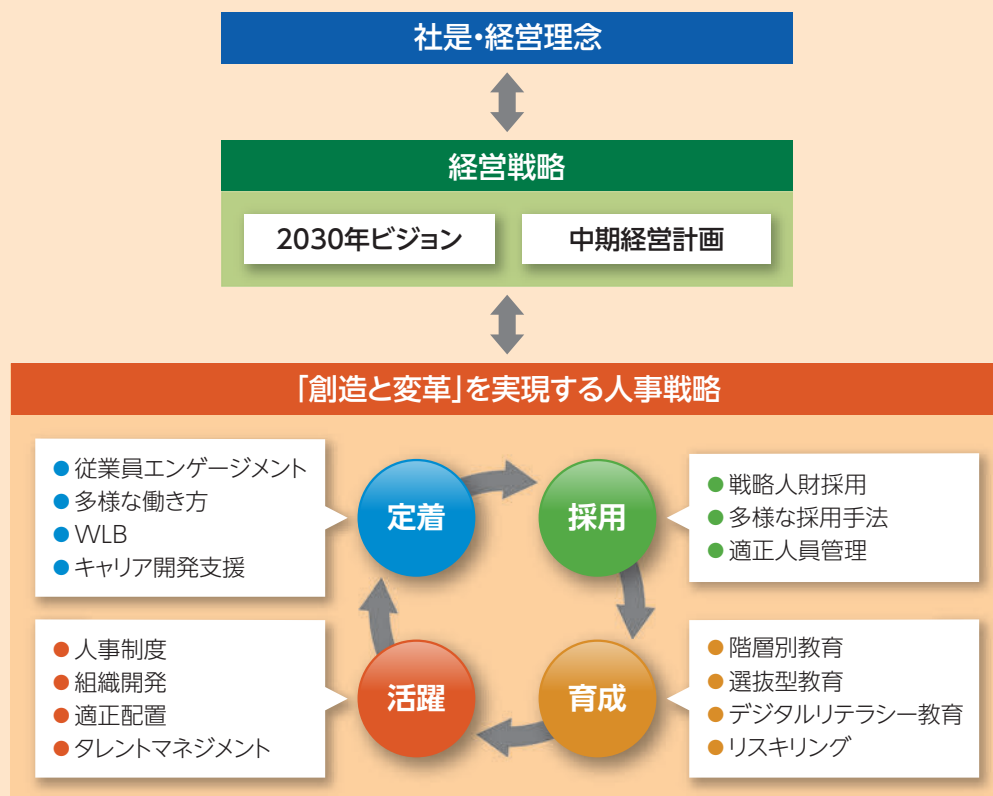 社是・経営理念
経営戦略
2030年ビジョン
中期経営計画
「創造と変革」を実現する人事戦略
● 従業員エンゲージメント
● 多様な働き方
● WLB
● キャリア開発支援
定着
採用
● 戦略人財採用
● 多様な採用手法
● 適正人員管理
● 人事制度
● 組織開発
● 適正配置
● タレントマネジメント
活躍
育成
● 階層別教育
● 選抜型教育
● デジタルリテラシー教育
● リスキリング